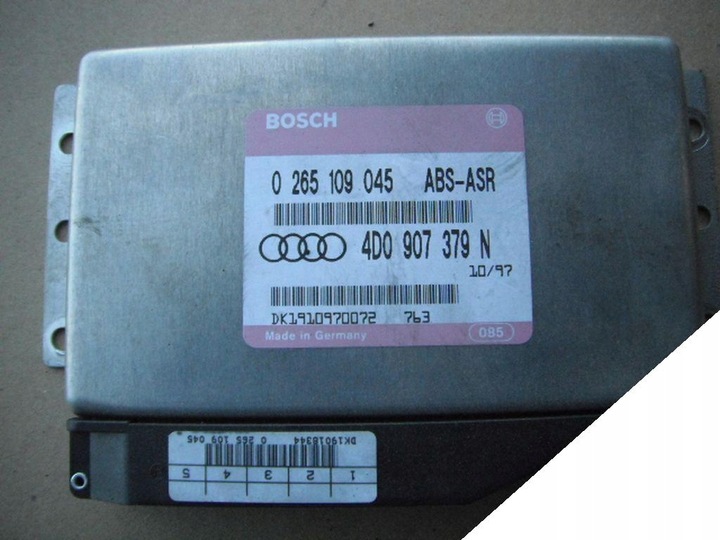 BOSCH
0 265 109 045 ABS-ASR
4D0 907 379 N
10/97
DK1910970072 763
Made in Germany 085
DK19018344 0 265 109 045
1 2 3 4 5